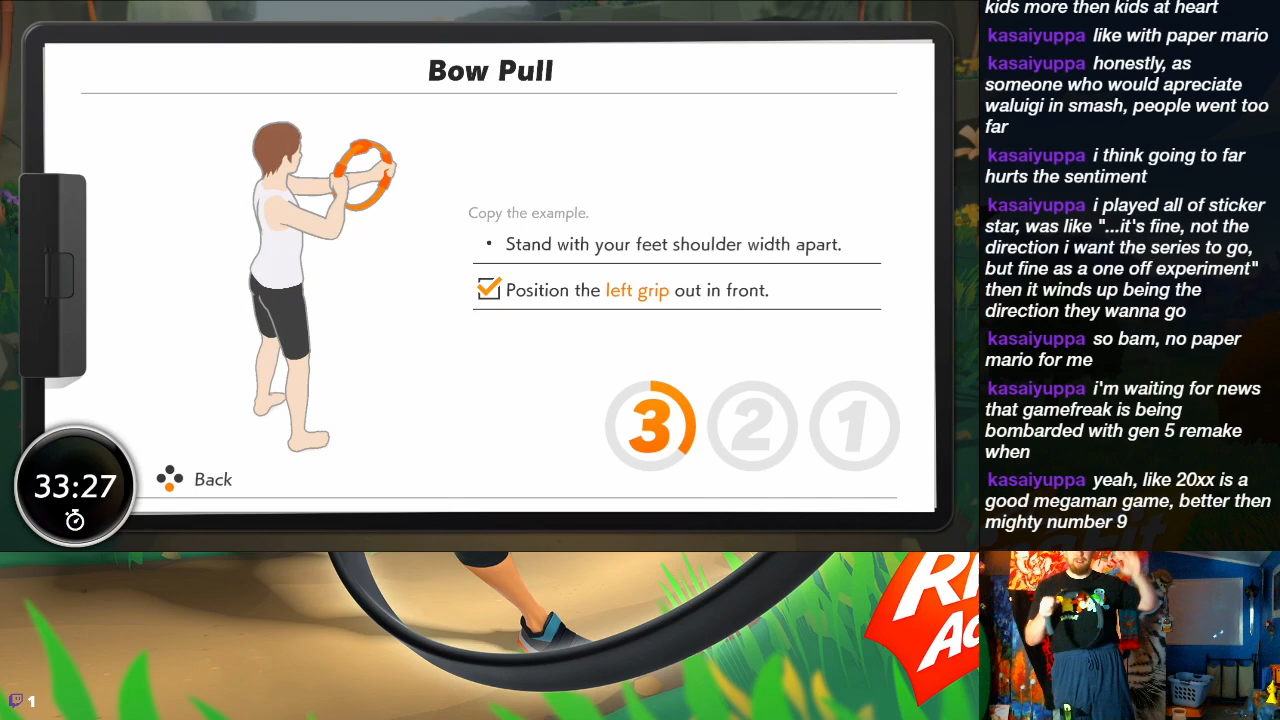 Bow Pull
Copy the example.
• Stand with your feet shoulder width apart.
Position the left grip out in front.
3 2 1
33:27
Back
kids more then kids at heart
kasaiyuppa like with paper mario
kasaiyuppa honestly, as
someone who would apreciate
waluigi in smash, people went too
far
kasaiyuppa i think going to far
hurts the sentiment
kasaiyuppa i played all of sticker
star, was like "...it's fine, not the
direction i want the series to go,
but fine as a one off experiment"
then it winds up being the
direction they wanna go
kasaiyuppa so bam, no paper
mario for me
kasaiyuppa i'm waiting for news
that gamefreak is being
bombarded with gen 5 remake
when
kasaiyuppa yeah, like 20xx is a
good megaman game, better then
mighty number 9
1